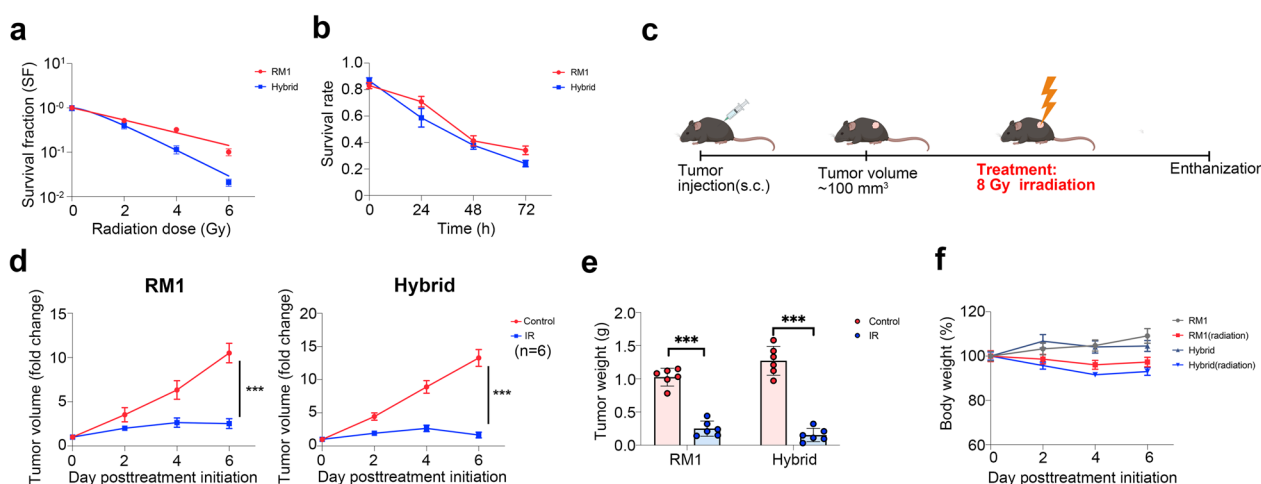 a
Survival fraction (SF)
10^1
10^-0
10^-1
10^-2
0
2
4
6
Radiation dose (Gy)
RM1
Hybrid
b
Survival rate
1.0
0.8
0.6
0.4
0.2
0
0
24
48
72
Time (h)
RM1
Hybrid
c
Tumor
injection(s.c.)
Tumor volume
~100 mm³
Treatment:
8 Gy irradiation
Enthanization
d
RM1
Tumor volume (fold change)
15
10
5
0
0
2
4
6
Day posttreatment initiation
***
Hybrid
Tumor volume (fold change)
20
15
10
5
0
0
2
4
6
Day posttreatment initiation
***
Control
IR
(n=6)
e
Tumor weight (g)
2.0
1.5
1.0
0.5
0.0
***
***
RM1
Hybrid
Control
IR
f
Body weight (%)
120
100
80
60
0
2
4
6
Day posttreatment initiation
RM1
RM1(radiation)
Hybrid
Hybrid(radiation)